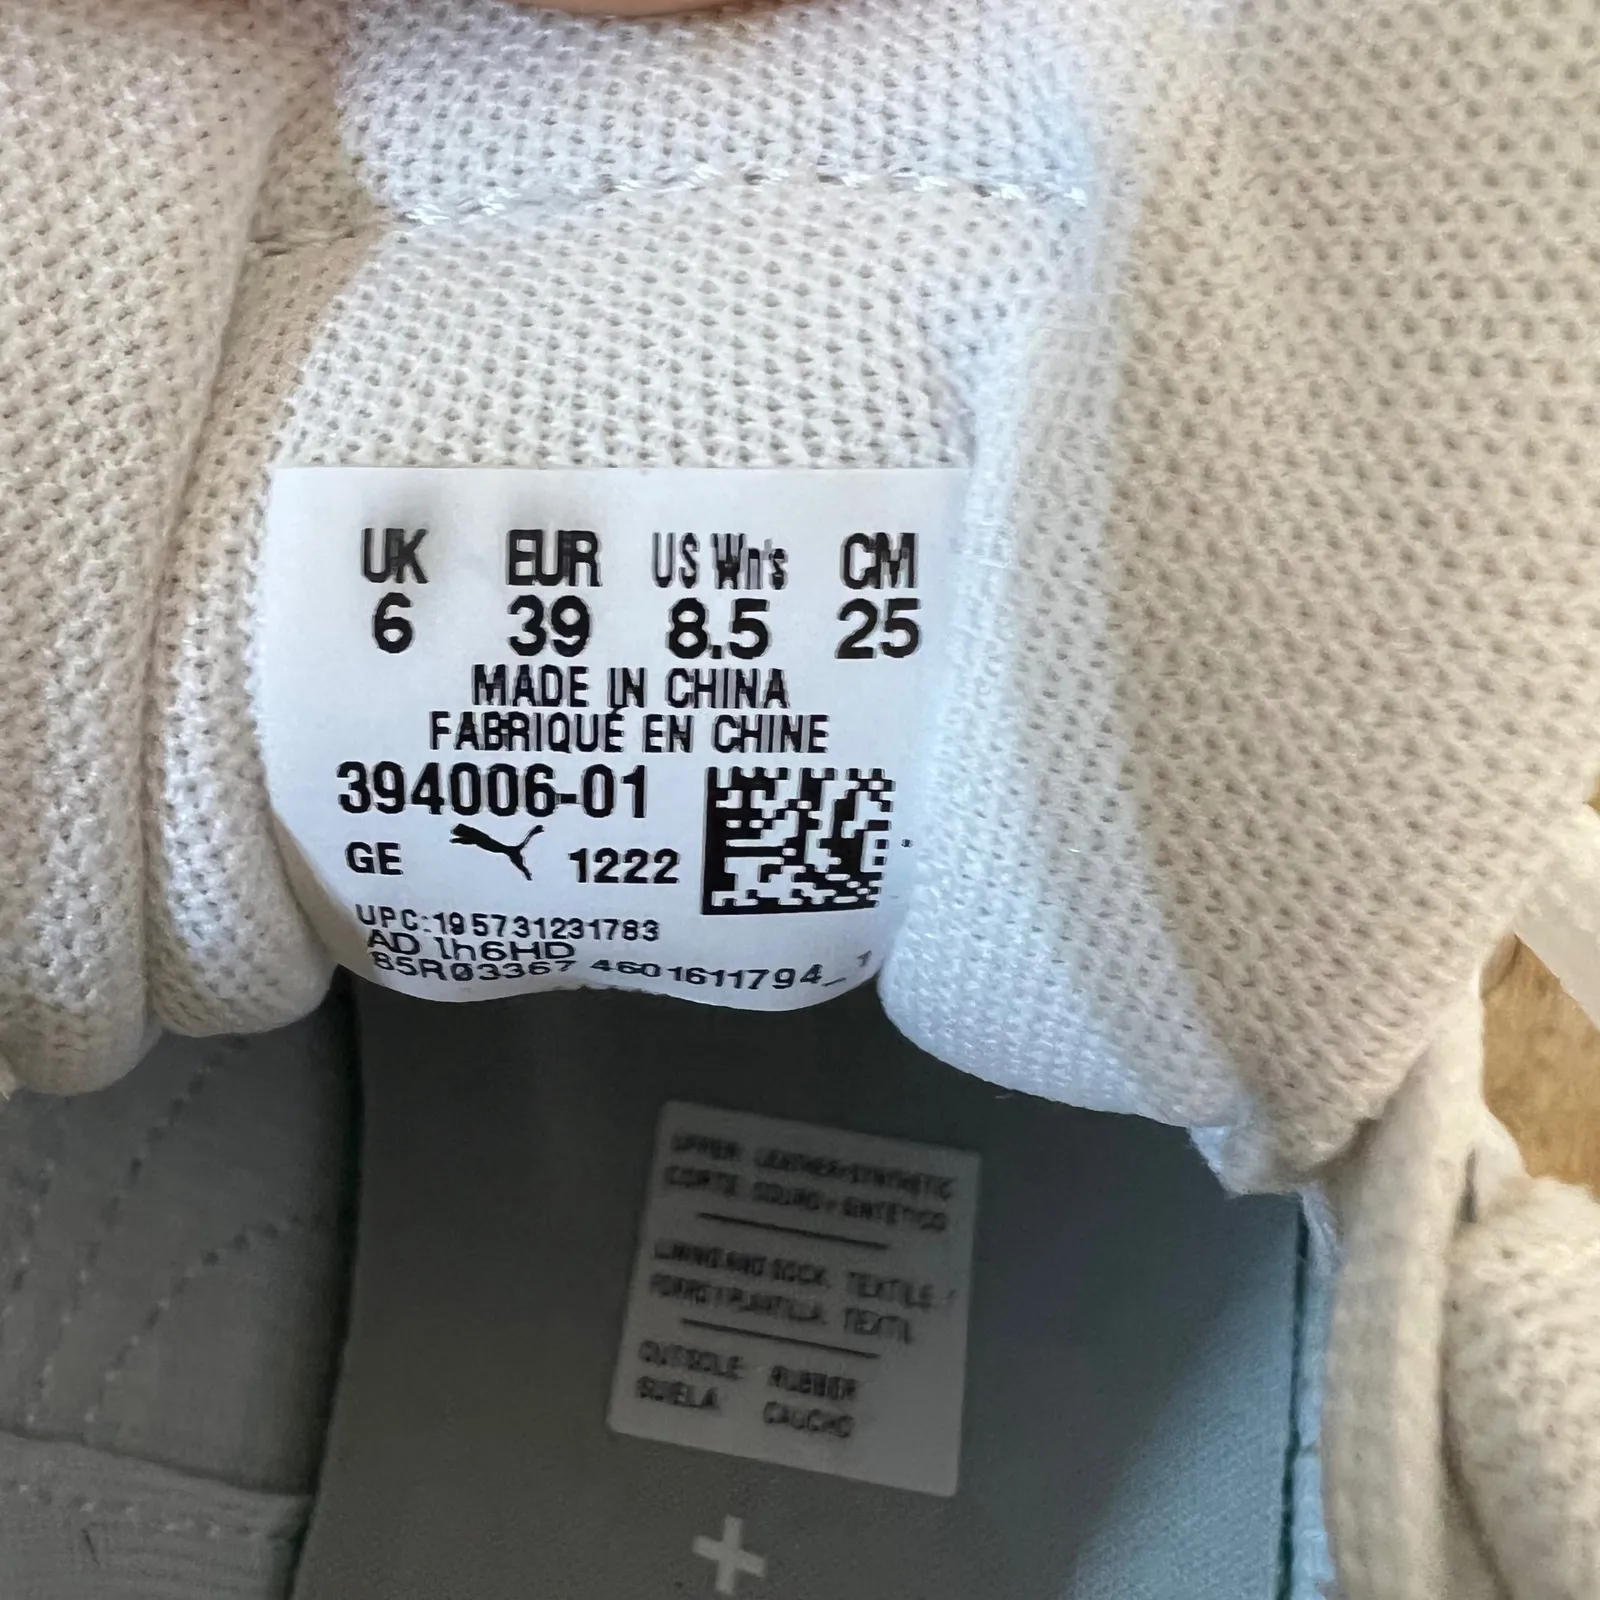 UK EUR US Wn's CM
6 39 8.5 25
MADE IN CHINA
FABRIQUÉ EN CHINE
394006-01
GE 1222
UPC:195731231783
AD 1h6HD
85R03367 4601611794_1
UPPER: LEATHER+SYNTHETIC
CORTE: + SINTETICO
LINING AND SOCK: TEXTILE /
FORRO Y PLANTILLA: TEXTIL
OUTSOLE: RUBBER
SUELA: CAUCHO